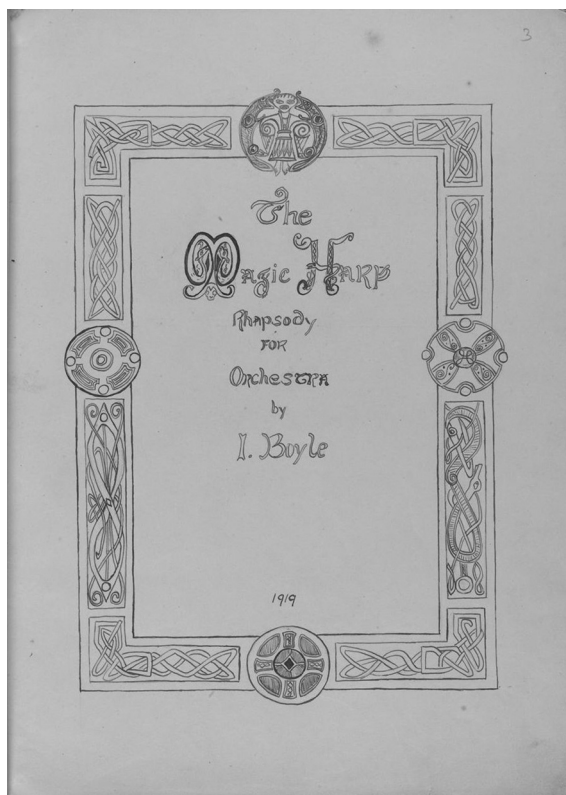 3
The
Magic Harp
Rhapsody
FOR
Orchestra
by
I. Boyle
1919